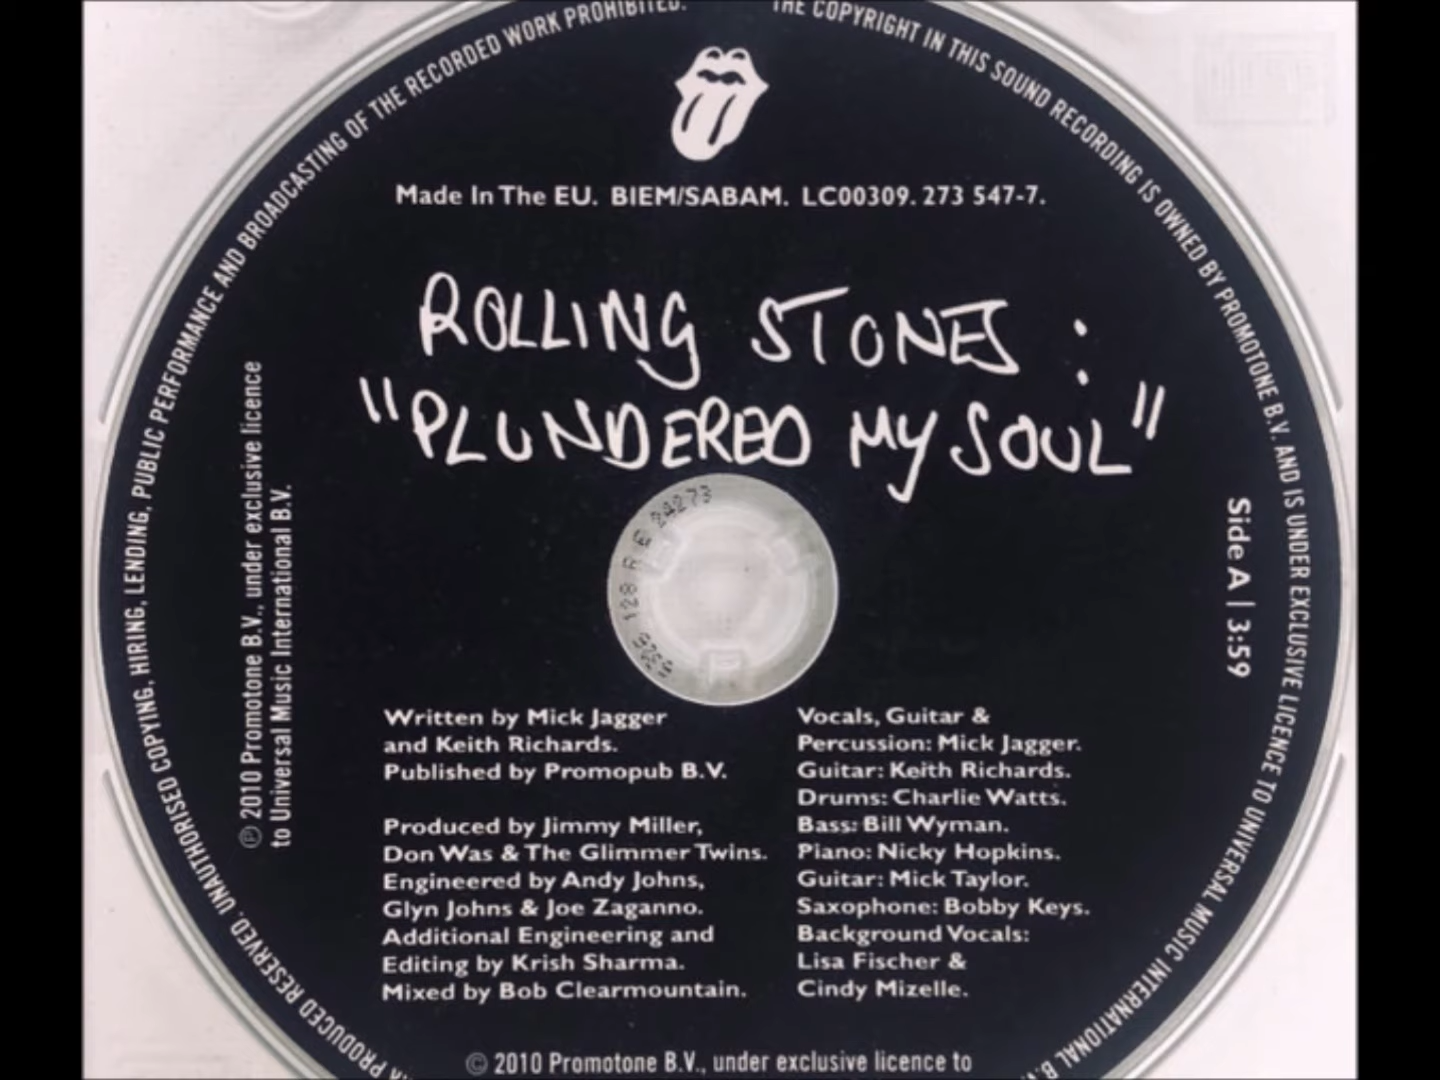 ER PRODUCED RESERVED. UNAUTHORISED COPYING, HIRING, LENDING, PUBLIC PERFORMANCE AND BROADCASTING OF THE RECORDED WORK PROHIBITED.
THE COPYRIGHT IN THIS SOUND RECORDING IS OWNED BY PROMOTONE B.V. AND IS UNDER EXCLUSIVE LICENCE TO UNIVERSAL MUSIC INTERNATIONAL B.V.
Made In The EU. BIEM/SABAM. LC00309. 273 547-7.
ROLLING STONES :
"PLUNDERED MY SOUL"
℗ 2010 Promotone B.V., under exclusive licence
to Universal Music International B.V.
Side A | 3:59
Written by Mick Jagger
and Keith Richards.
Published by Promopub B.V.
Produced by Jimmy Miller,
Don Was & The Glimmer Twins.
Engineered by Andy Johns,
Glyn Johns & Joe Zaganno.
Additional Engineering and
Editing by Krish Sharma.
Mixed by Bob Clearmountain.
Vocals, Guitar &
Percussion: Mick Jagger.
Guitar: Keith Richards.
Drums: Charlie Watts.
Bass: Bill Wyman.
Piano: Nicky Hopkins.
Guitar: Mick Taylor.
Saxophone: Bobby Keys.
Background Vocals:
Lisa Fischer &
Cindy Mizelle.
© 2010 Promotone B.V., under exclusive licence to